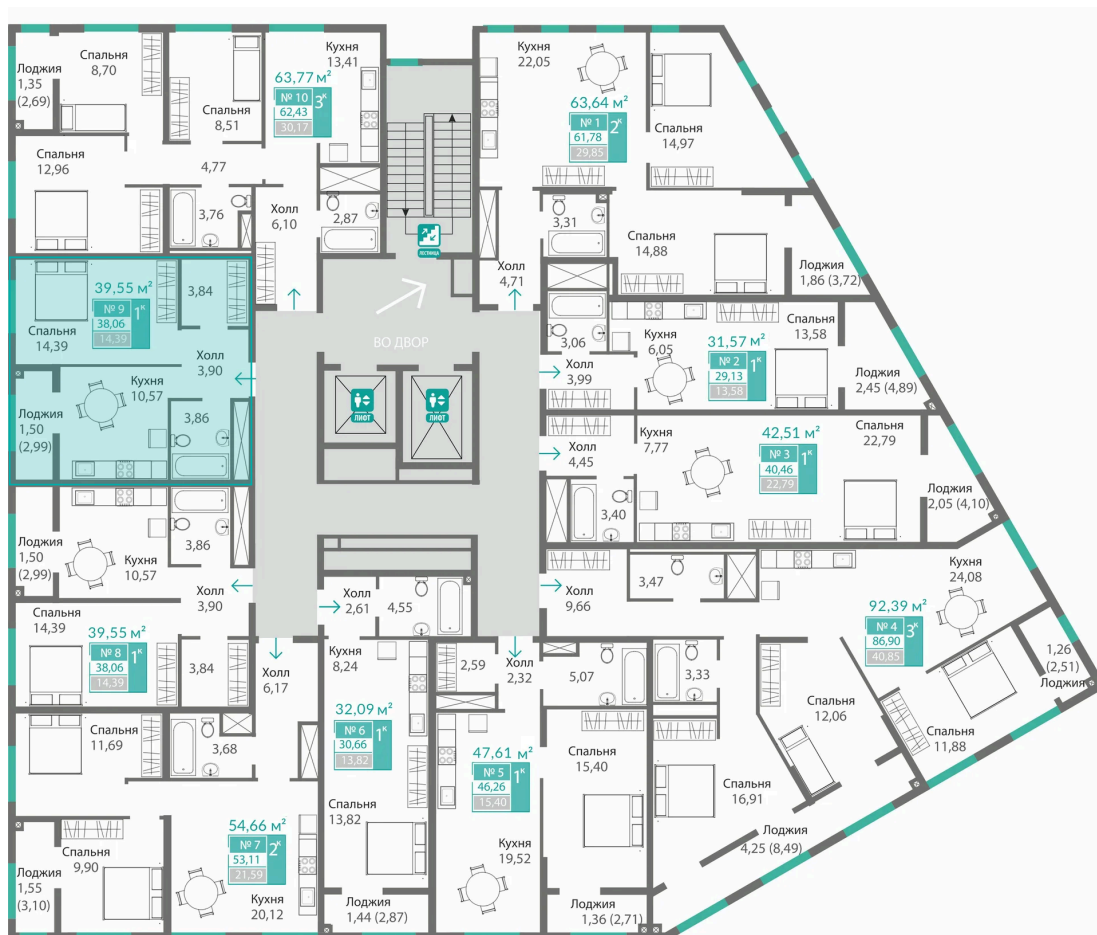 Лоджия
1,35
(2,69)
Спальня
8,70
Спальня
8,51
63,77 м²
№ 10
62,43
30,17
3к
Кухня
13,41
Спальня
12,96
4,77
3,76
Холл
6,10
2,87
ЛЕСТНИЦА
Кухня
22,05
63,64 м²
№ 1
61,78
29,85
2к
Спальня
14,97
3,31
Спальня
14,88
Холл
4,71
Лоджия
1,86 (3,72)
39,55 м²
№ 9
38,06
14,39
1к
3,84
Спальня
14,39
Холл
3,90
Кухня
10,57
Лоджия
1,50
(2,99)
3,86
ВО ДВОР
ЛИФТ
ЛИФТ
3,06
Холл
3,99
Кухня
6,05
31,57 м²
№ 2
29,13
13,58
1к
Спальня
13,58
Лоджия
2,45 (4,89)
Холл
4,45
Кухня
7,77
42,51 м²
№ 3
40,46
22,79
1к
Спальня
22,79
3,40
Лоджия
2,05 (4,10)
Лоджия
1,50
(2,99)
3,86
Кухня
10,57
Холл
3,90
Спальня
14,39
39,55 м²
№ 8
38,06
14,39
1к
3,84
Холл
2,61
4,55
Холл
9,66
3,47
Кухня
24,08
92,39 м²
№ 4
86,90
40,85
3к
1,26
(2,51)
Лоджия
Холл
6,17
Кухня
8,24
2,59
Холл
2,32
5,07
3,33
Спальня
12,06
Спальня
11,88
Спальня
11,69
3,68
32,09 м²
№ 6
30,66
13,82
1к
Спальня
13,82
47,61 м²
№ 5
46,26
15,40
1к
Спальня
15,40
Спальня
16,91
Лоджия
4,25 (8,49)
54,66 м²
№ 7
53,11
21,59
2к
Спальня
9,90
Лоджия
1,55
(3,10)
Кухня
20,12
Кухня
19,52
Лоджия
1,44 (2,87)
Лоджия
1,36 (2,71)